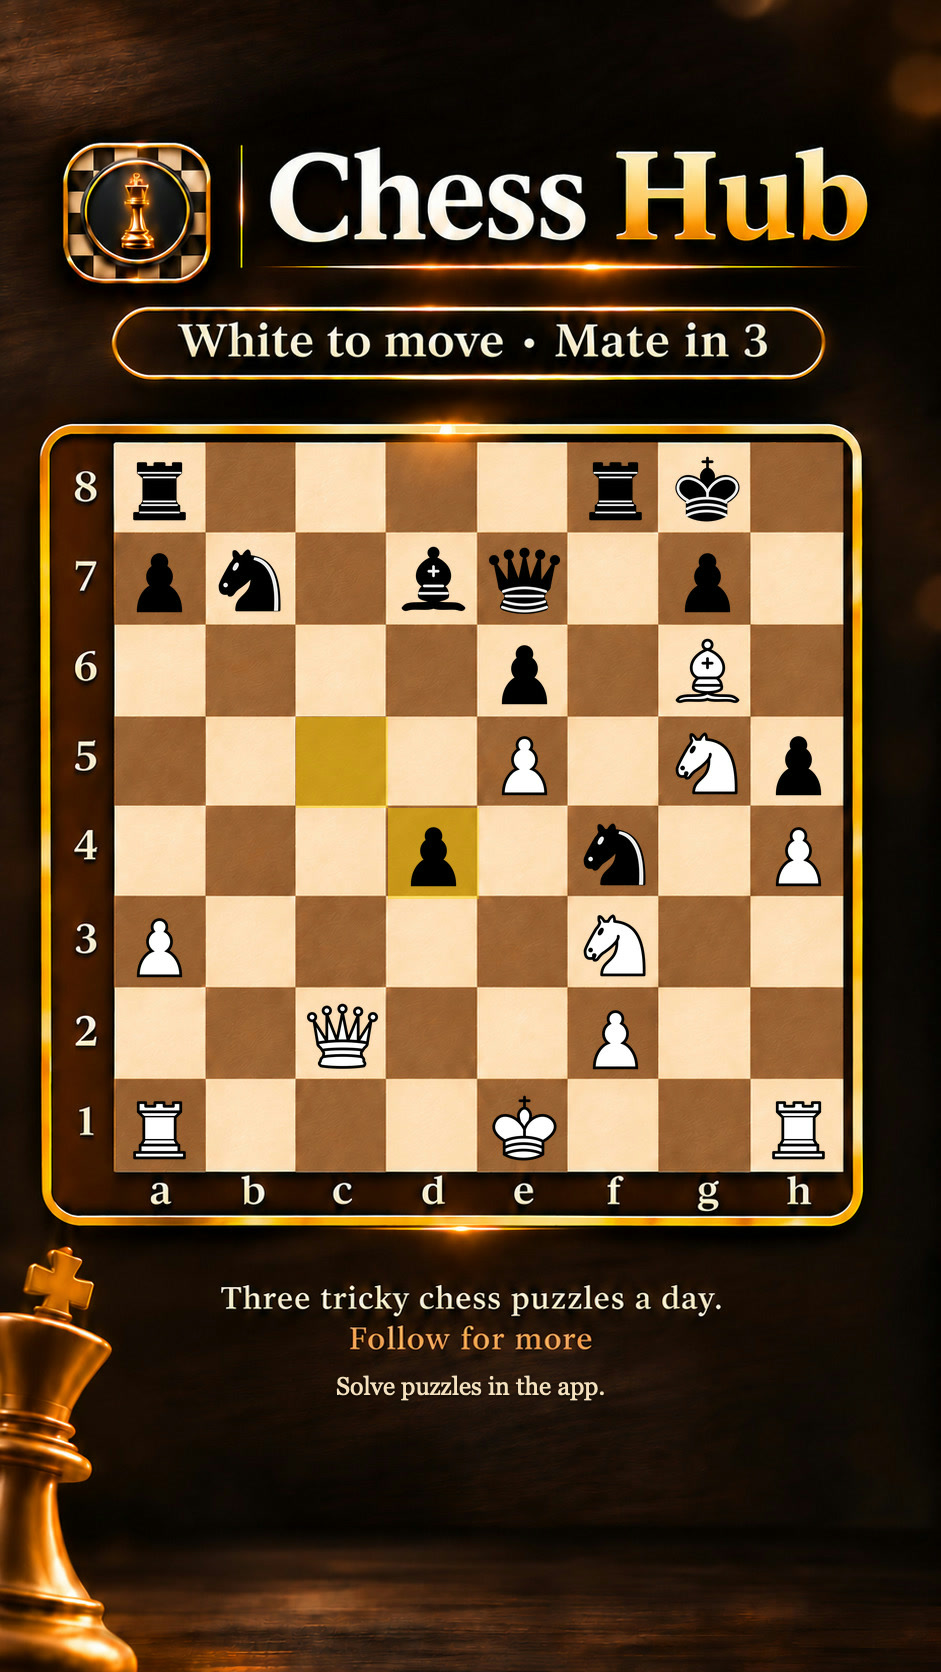 Chess Hub
White to move • Mate in 3
8
7
6
5
4
3
2
1
a b c d e f g h
Three tricky chess puzzles a day.
Follow for more
Solve puzzles in the app.